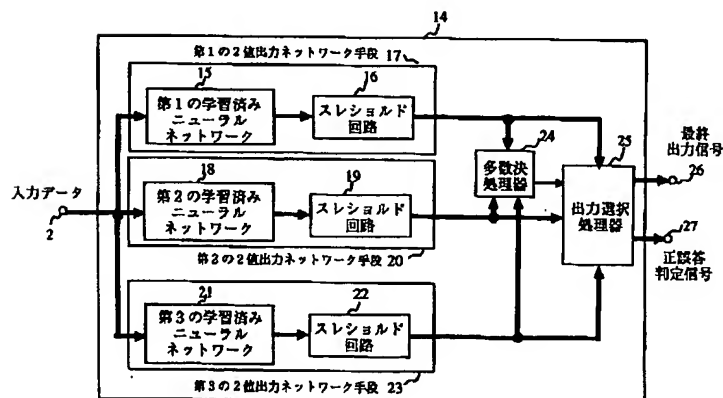 14
第1の2値出力ネットワーク手段
17
15
第1の学習済み
ニューラル
ネットワーク
16
スレショルド
回路
18
第2の学習済み
ニューラル
ネットワーク
19
スレショルド
回路
第2の2値出力ネットワーク手段 20
21
第3の学習済み
ニューラル
ネットワーク
22
スレショルド
回路
第3の2値出力ネットワーク手段 23
入力データ
2
24
多数決
処理器
25
出力選択
処理器
最終
出力信号
26
27
正誤答
判定信号